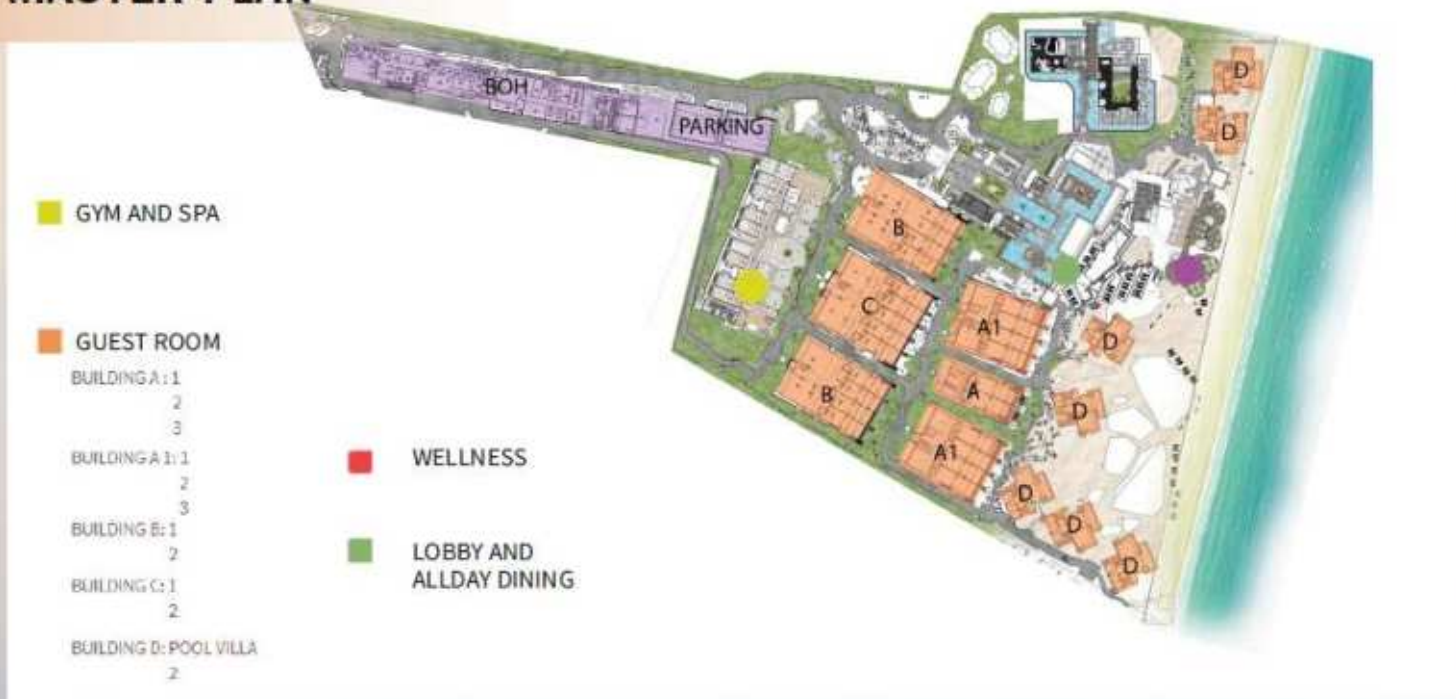 MASTER PLAN
GYM AND SPA
GUEST ROOM
BUILDING A: 1
2
3
BUILDING A 1: 1
2
3
BUILDING B: 1
2
BUILDING C: 1
2
BUILDING D: POOL VILLA
2
WELLNESS
LOBBY AND
ALLDAY DINING
BOH
PARKING
D
D
B
C
A1
D
B
A
D
A1
D
D
D